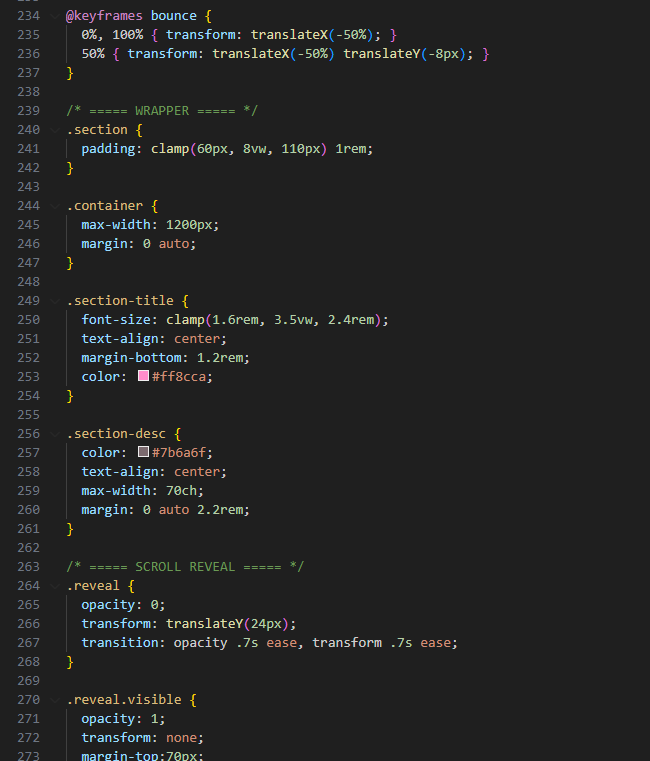 234 @keyframes bounce {
235 0%, 100% { transform: translateX(-50%); }
236 50% { transform: translateX(-50%) translateY(-8px); }
237 }
238
239 /* ===== WRAPPER ===== */
240 .section {
241 padding: clamp(60px, 8vw, 110px) 1rem;
242 }
243
244 .container {
245 max-width: 1200px;
246 margin: 0 auto;
247 }
248
249 .section-title {
250 font-size: clamp(1.6rem, 3.5vw, 2.4rem);
251 text-align: center;
252 margin-bottom: 1.2rem;
253 color: #ff8cca;
254 }
255
256 .section-desc {
257 color: #7b6a6f;
258 text-align: center;
259 max-width: 70ch;
260 margin: 0 auto 2.2rem;
261 }
262
263 /* ===== SCROLL REVEAL ===== */
264 .reveal {
265 opacity: 0;
266 transform: translateY(24px);
267 transition: opacity .7s ease, transform .7s ease;
268 }
269
270 .reveal.visible {
271 opacity: 1;
272 transform: none;
273 margin-top:70px;